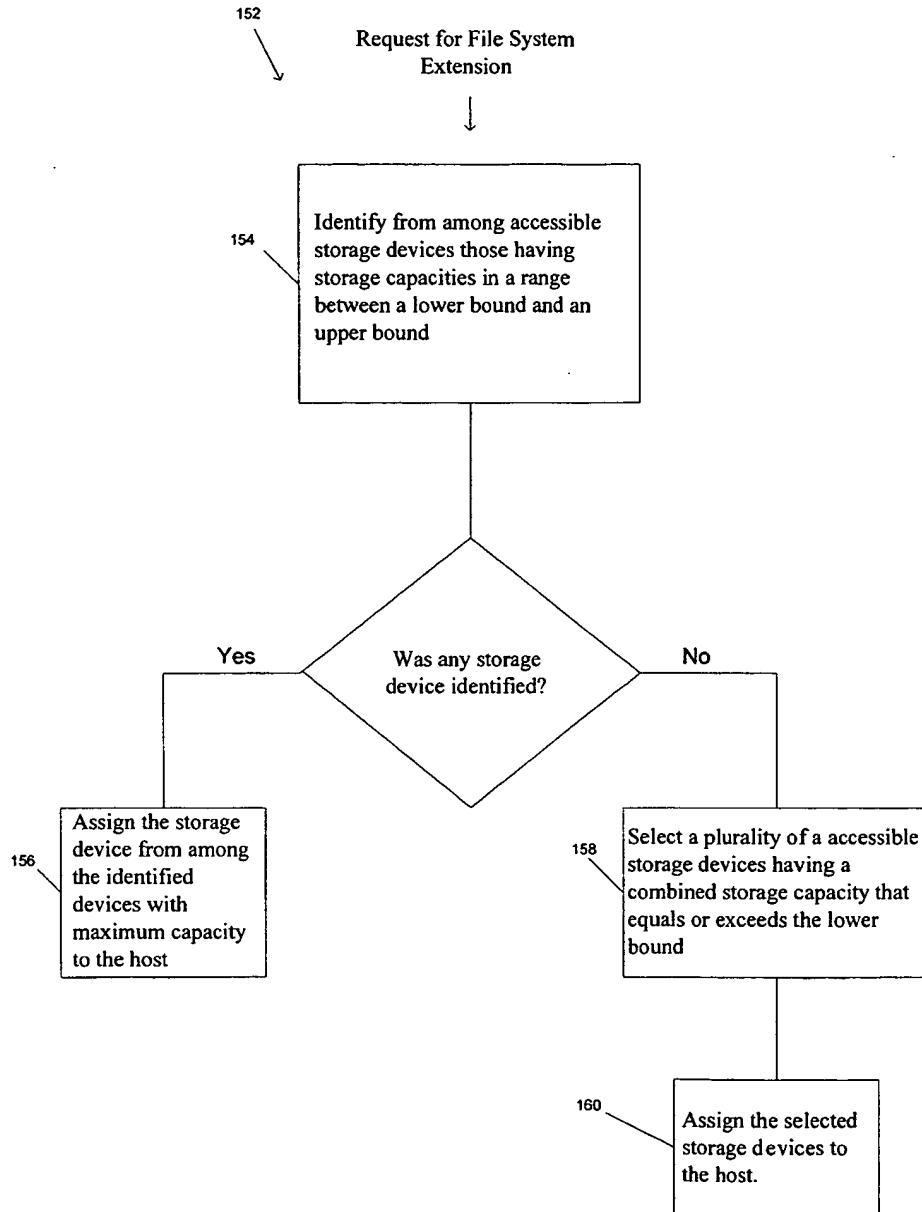 152
Request for File System
Extension
154
Identify from among accessible
storage devices those having
storage capacities in a range
between a lower bound and an
upper bound
Was any storage
device identified?
Yes
No
156
Assign the storage
device from among
the identified
devices with
maximum capacity
to the host
158
Select a plurality of a accessible
storage devices having a
combined storage capacity that
equals or exceeds the lower
bound
160
Assign the selected
storage devices to
the host.